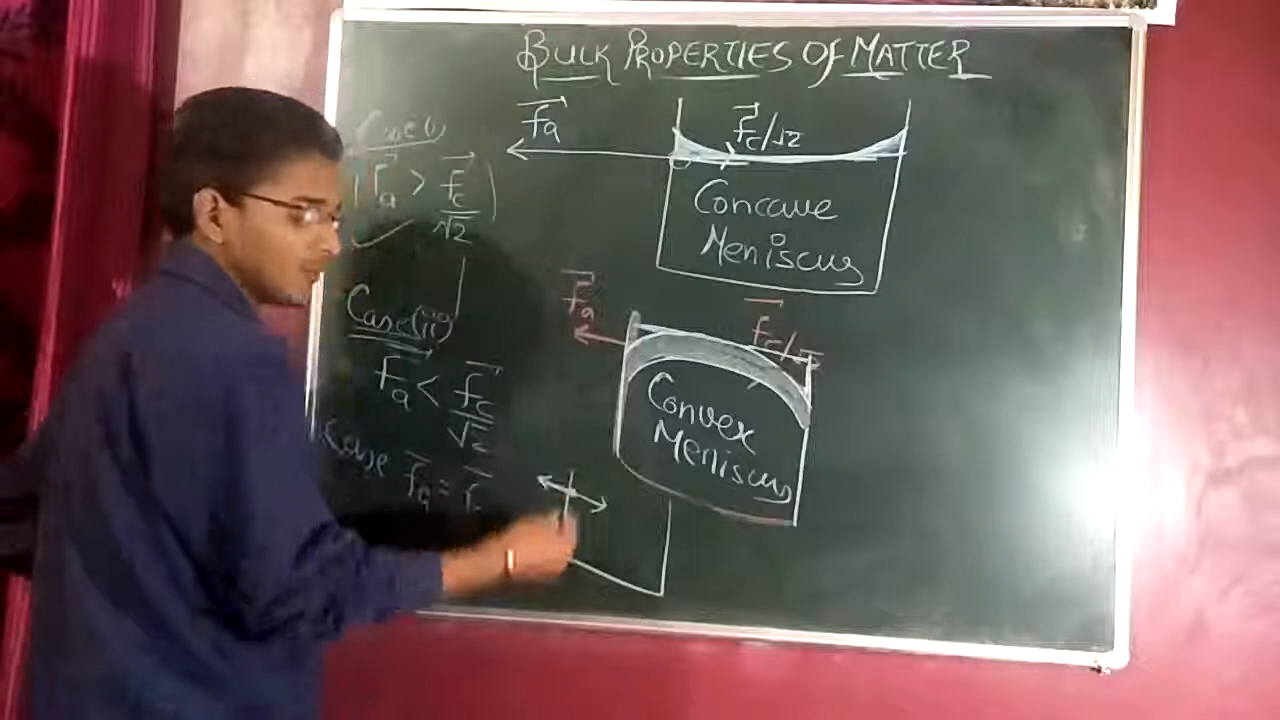 BULK PROPERTIES OF MATTER
Case(i)
Fa > Fc/√2
Fa
Fc/√2
Concave
Meniscus
Case(ii)
Fa < Fc/√2
Fa
Fc/√2
Convex
Meniscus
Case Fa =